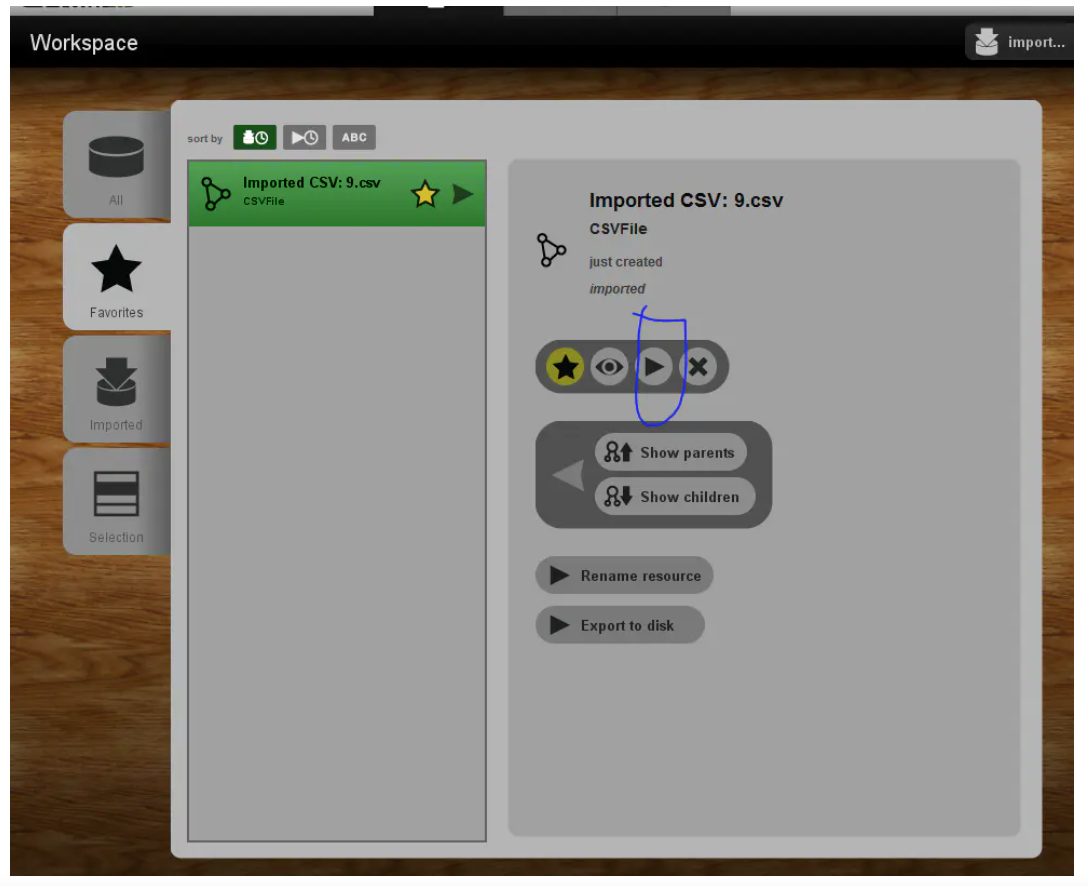 Workspace
import...
sort by
ABC
All
Favorites
Imported
Selection
Imported CSV: 9.csv
CSVFile
Imported CSV: 9.csv
CSVFile
just created
imported
Show parents
Show children
Rename resource
Export to disk